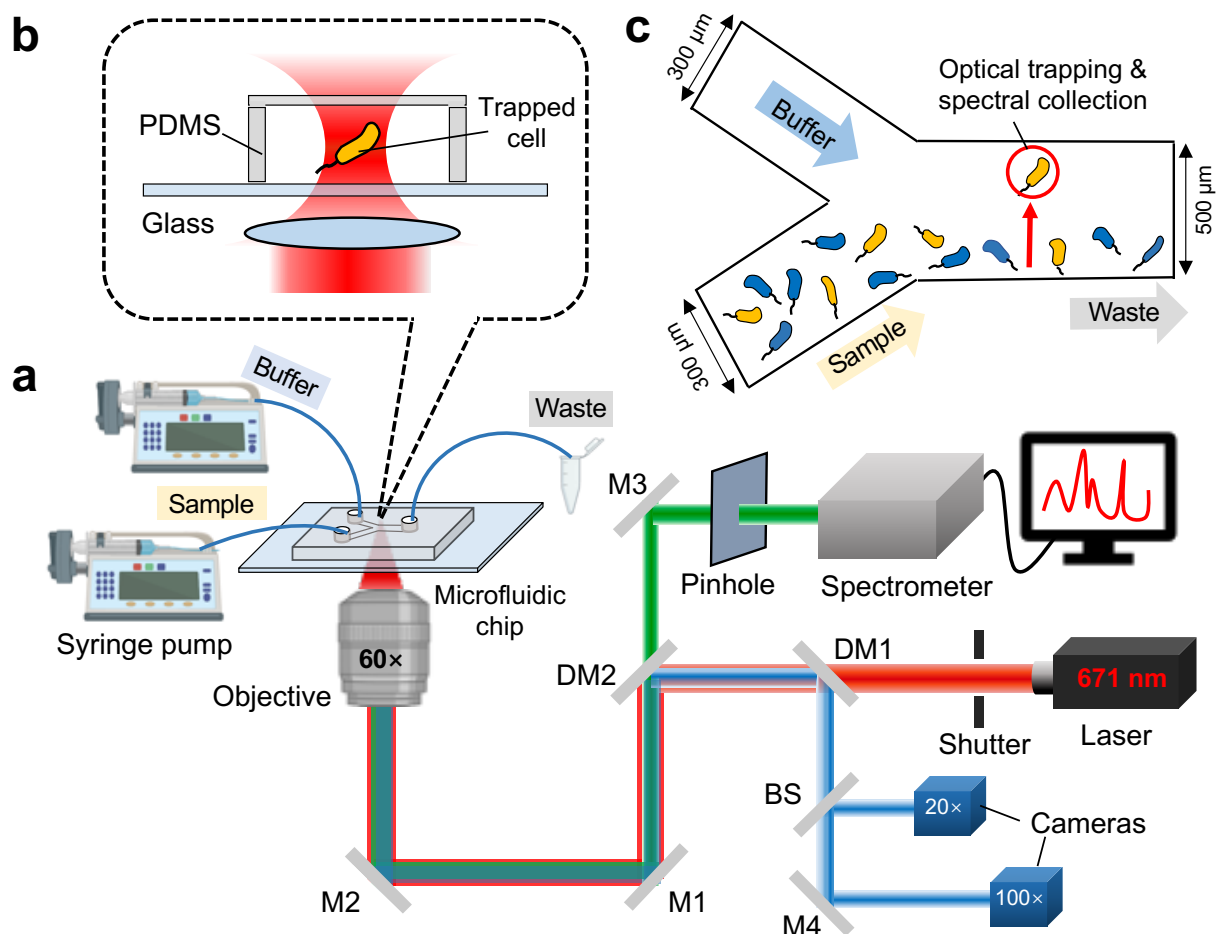 b
PDMS
Trapped
cell
Glass
c
300 µm
Buffer
Optical trapping &
spectral collection
500 µm
300 µm
Sample
Waste
a
Buffer
Waste
Sample
Syringe pump
Microfluidic
chip
60×
Objective
M3
Pinhole
Spectrometer
DM2
DM1
671 nm
Shutter
Laser
BS
20×
Cameras
100×
M2
M1
M4